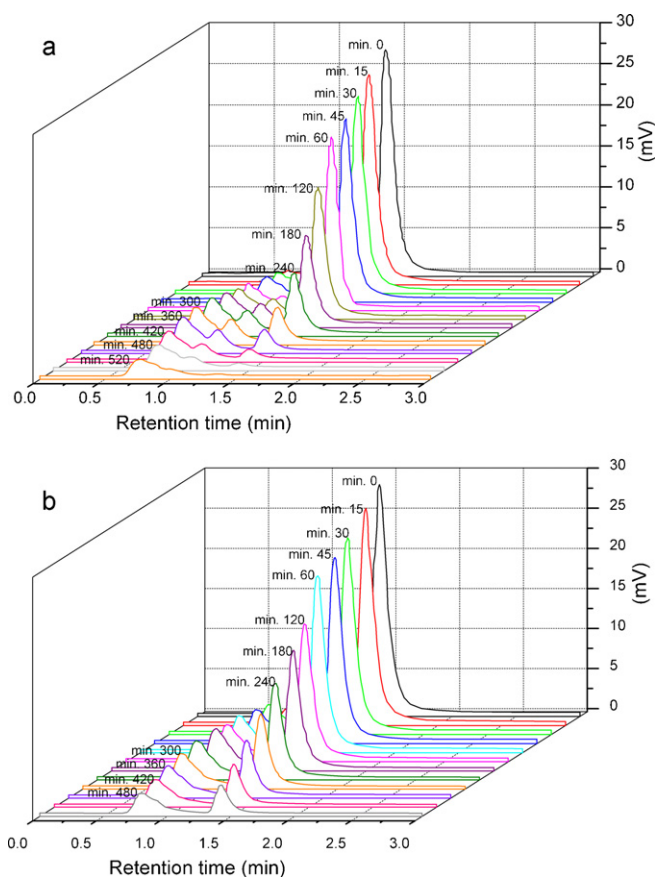 a
30
25
20
15
10
5
0
(mV)
min. 0
min. 15
min. 30
min. 45
min. 60
min. 120
min. 180
min. 240
min. 300
min. 360
min. 420
min. 480
min. 520
0.0 0.5 1.0 1.5 2.0 2.5 3.0
Retention time (min)
b
30
25
20
15
10
5
0
(mV)
min. 0
min. 15
min. 30
min. 45
min. 60
min. 120
min. 180
min. 240
min. 300
min. 360
min. 420
min. 480
0.0 0.5 1.0 1.5 2.0 2.5 3.0
Retention time (min)